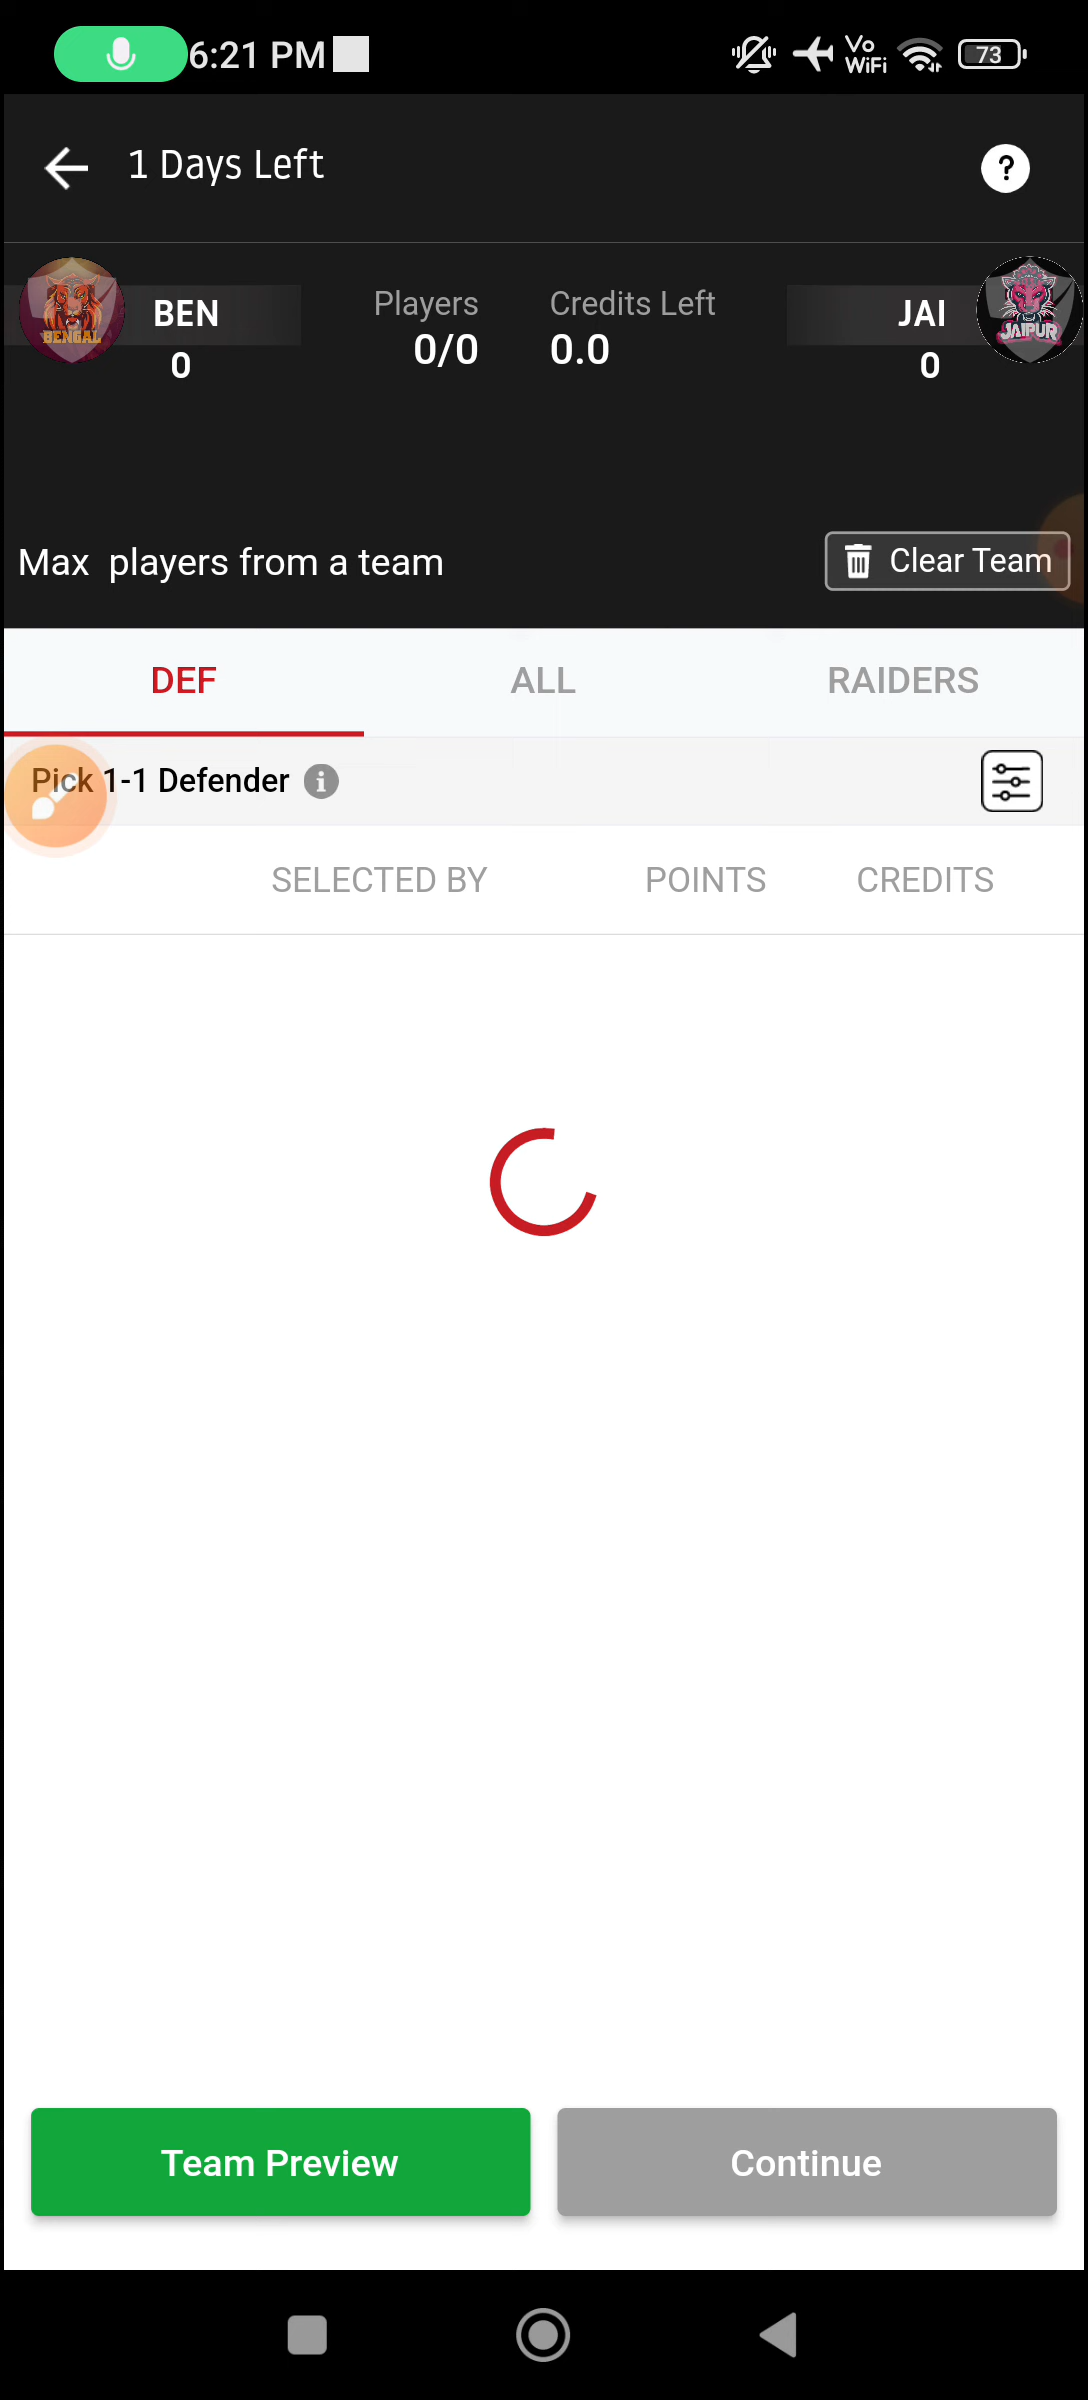 6:21 PM
Vo
WiFi
73
1 Days Left
?
BENGAL
BEN
0
Players
0/0
Credits Left
0.0
JAI
0
JAIPUR
Max players from a team
Clear Team
DEF
ALL
RAIDERS
Pick 1-1 Defender
SELECTED BY
POINTS
CREDITS
Team Preview
Continue